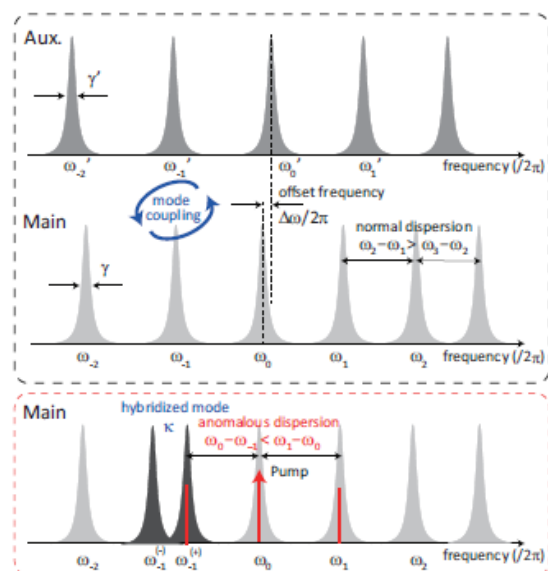 Aux.
γ'
ω₋₂' ω₋₁' ω₀' ω₁' frequency (/2π)
offset frequency
Δω/2π
mode
coupling
Main
normal dispersion
ω₂−ω₁> ω₃−ω₂
γ
ω₋₂ ω₋₁ ω₀ ω₁ ω₂ frequency (/2π)
Main
hybridized mode
κ
anomalous dispersion
ω₀−ω₋₁ < ω₁−ω₀
Pump
ω₋₂ ω₋₁⁽⁻⁾ ω₋₁⁽⁺⁾ ω₀ ω₁ ω₂ frequency (/2π)